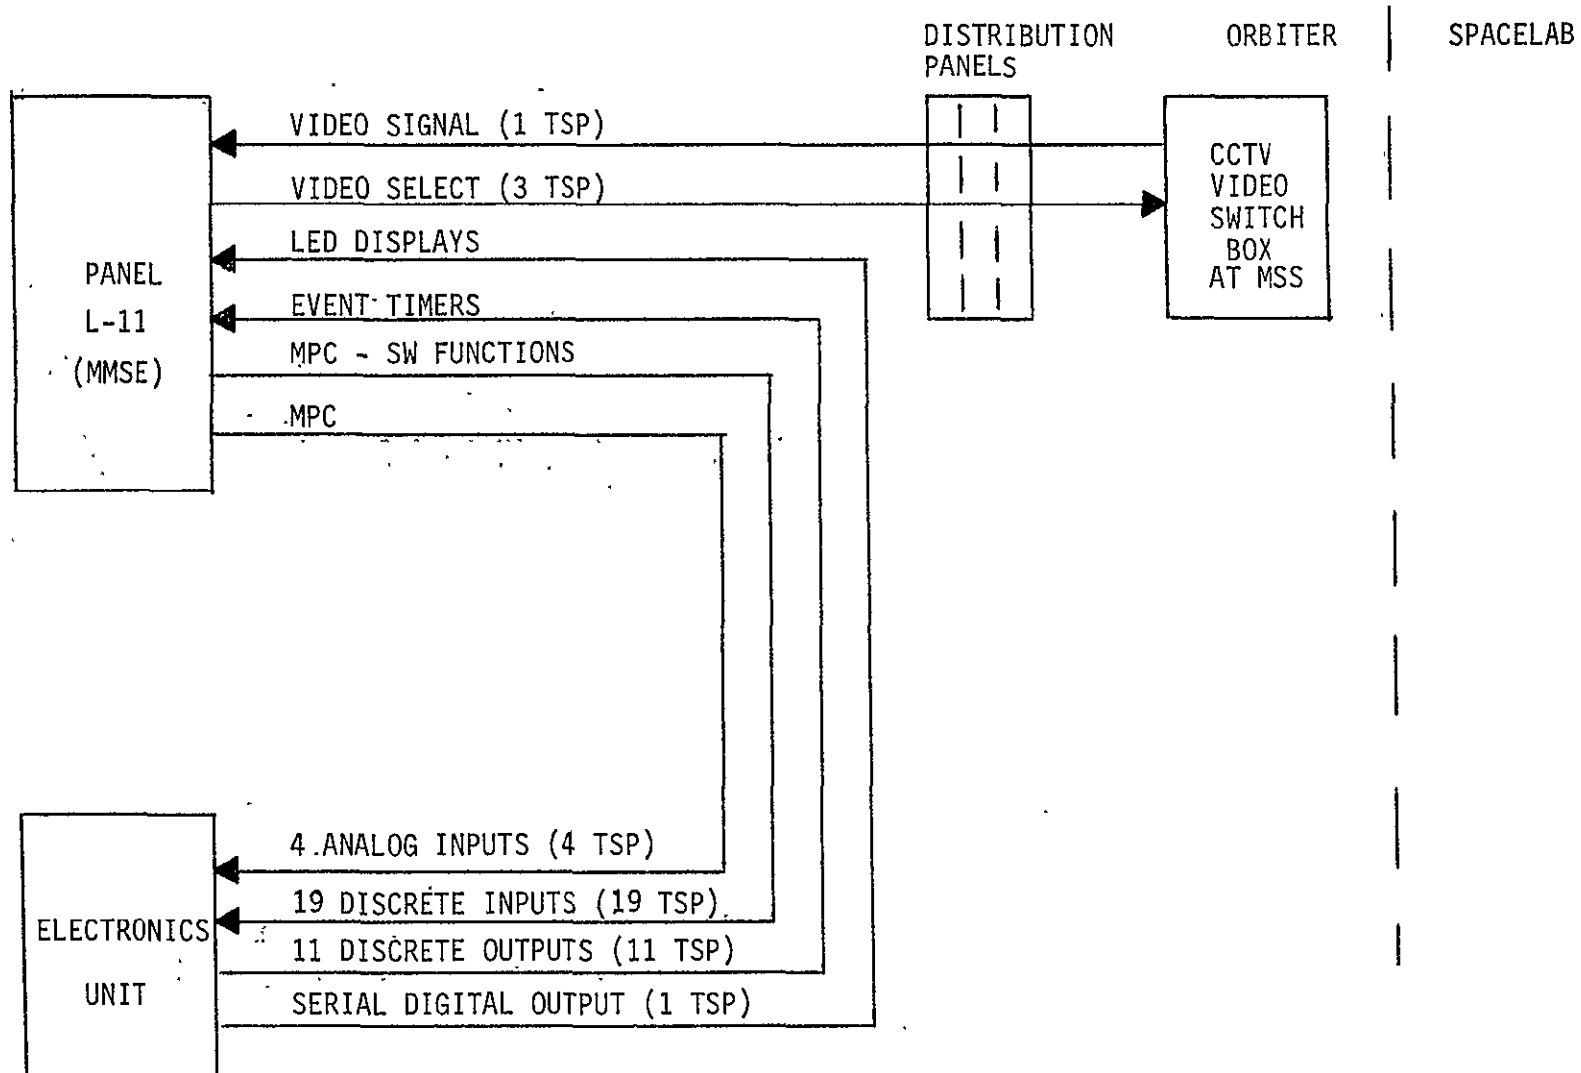 DISTRIBUTION
PANELS
ORBITER
SPACELAB
VIDEO SIGNAL (1 TSP)
VIDEO SELECT (3 TSP)
LED DISPLAYS
EVENT TIMERS
MPC - SW FUNCTIONS
MPC
PANEL
L-11
(MMSE)
CCTV
VIDEO
SWITCH
BOX
AT MSS
4 ANALOG INPUTS (4 TSP)
19 DISCRETE INPUTS (19 TSP)
11 DISCRETE OUTPUTS (11 TSP)
SERIAL DIGITAL OUTPUT (1 TSP)
ELECTRONICS
UNIT